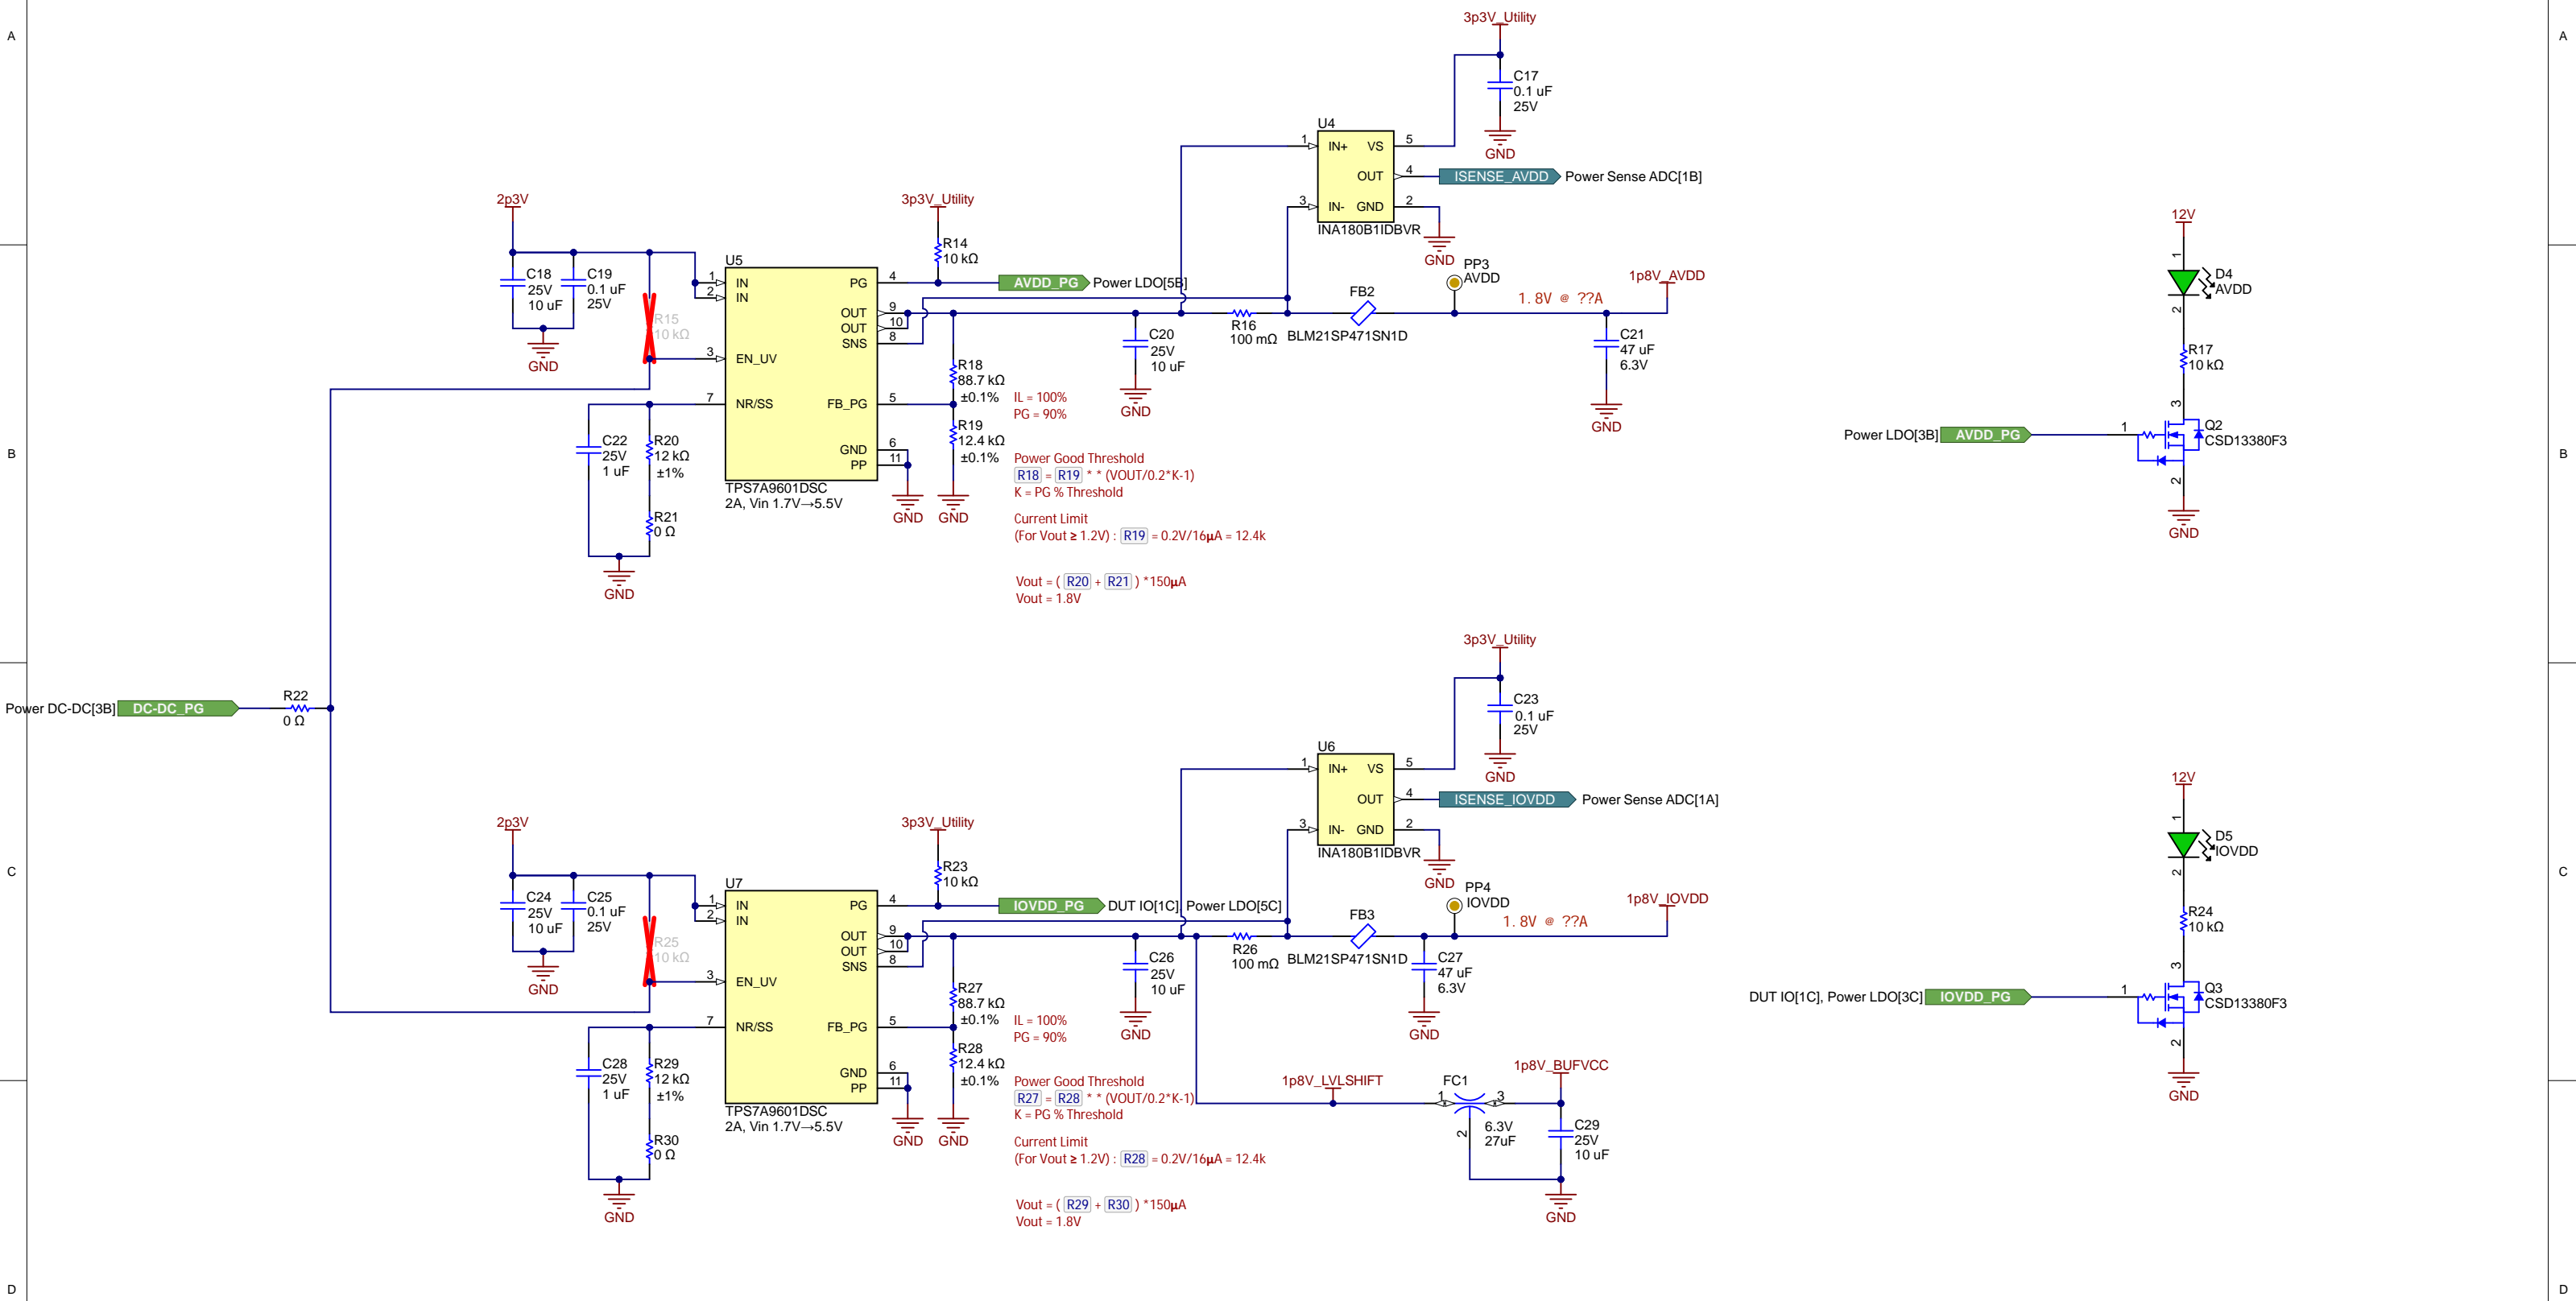 A
A
B
B
C
C
D
D
3p3V_Utility
C17
0.1 uF
25V
GND
U4
1
IN+
VS
5
OUT
4
ISENSE_AVDD
Power Sense ADC[1B]
3
IN-
GND
2
INA180B1IDBVR
GND
2p3V
C18
25V
10 uF
C19
0.1 uF
25V
GND
R15
10 kΩ
3p3V_Utility
R14
10 kΩ
U5
1
IN
2
IN
3
EN_UV
7
NR/SS
PG
4
AVDD_PG
Power LDO[5B]
OUT
9
OUT
10
SNS
8
FB_PG
5
GND
6
PP
11
TPS7A9601DSC
2A, Vin 1.7V→5.5V
C22
25V
1 uF
R20
12 kΩ
±1%
R21
0 Ω
GND
GND
GND
R18
88.7 kΩ
±0.1%
R19
12.4 kΩ
±0.1%
IL = 100%
PG = 90%
Power Good Threshold
R18 = R19 * * (VOUT/0.2*K-1)
K = PG % Threshold
Current Limit
(For Vout ≥ 1.2V) : R19 = 0.2V/16μA = 12.4k
Vout = ( R20 + R21 ) *150μA
Vout = 1.8V
C20
25V
10 uF
GND
R16
100 mΩ
FB2
BLM21SP471SN1D
PP3
AVDD
1.8V @ ??A
1p8V_AVDD
C21
47 uF
6.3V
GND
12V
1
D4
AVDD
2
R17
10 kΩ
3
Power LDO[3B]
AVDD_PG
1
Q2
CSD13380F3
2
GND
Power DC-DC[3B]
DC-DC_PG
R22
0 Ω
3p3V_Utility
C23
0.1 uF
25V
GND
U6
1
IN+
VS
5
OUT
4
ISENSE_IOVDD
Power Sense ADC[1A]
3
IN-
GND
2
INA180B1IDBVR
GND
2p3V
C24
25V
10 uF
C25
0.1 uF
25V
GND
R25
10 kΩ
3p3V_Utility
R23
10 kΩ
U7
1
IN
2
IN
3
EN_UV
7
NR/SS
PG
4
IOVDD_PG
DUT IO[1C], Power LDO[5C]
OUT
9
OUT
10
SNS
8
FB_PG
5
GND
6
PP
11
TPS7A9601DSC
2A, Vin 1.7V→5.5V
C28
25V
1 uF
R29
12 kΩ
±1%
R30
0 Ω
GND
GND
GND
R27
88.7 kΩ
±0.1%
R28
12.4 kΩ
±0.1%
IL = 100%
PG = 90%
Power Good Threshold
R27 = R28 * * (VOUT/0.2*K-1)
K = PG % Threshold
Current Limit
(For Vout ≥ 1.2V) : R28 = 0.2V/16μA = 12.4k
Vout = ( R29 + R30 ) *150μA
Vout = 1.8V
C26
25V
10 uF
GND
R26
100 mΩ
FB3
BLM21SP471SN1D
PP4
IOVDD
1.8V @ ??A
1p8V_IOVDD
C27
47 uF
6.3V
GND
1p8V_LVLSHIFT
FC1
1
3
2
6.3V
27uF
1p8V_BUFVCC
C29
25V
10 uF
GND
12V
1
D5
IOVDD
2
R24
10 kΩ
3
DUT IO[1C], Power LDO[3C]
IOVDD_PG
1
Q3
CSD13380F3
2
GND